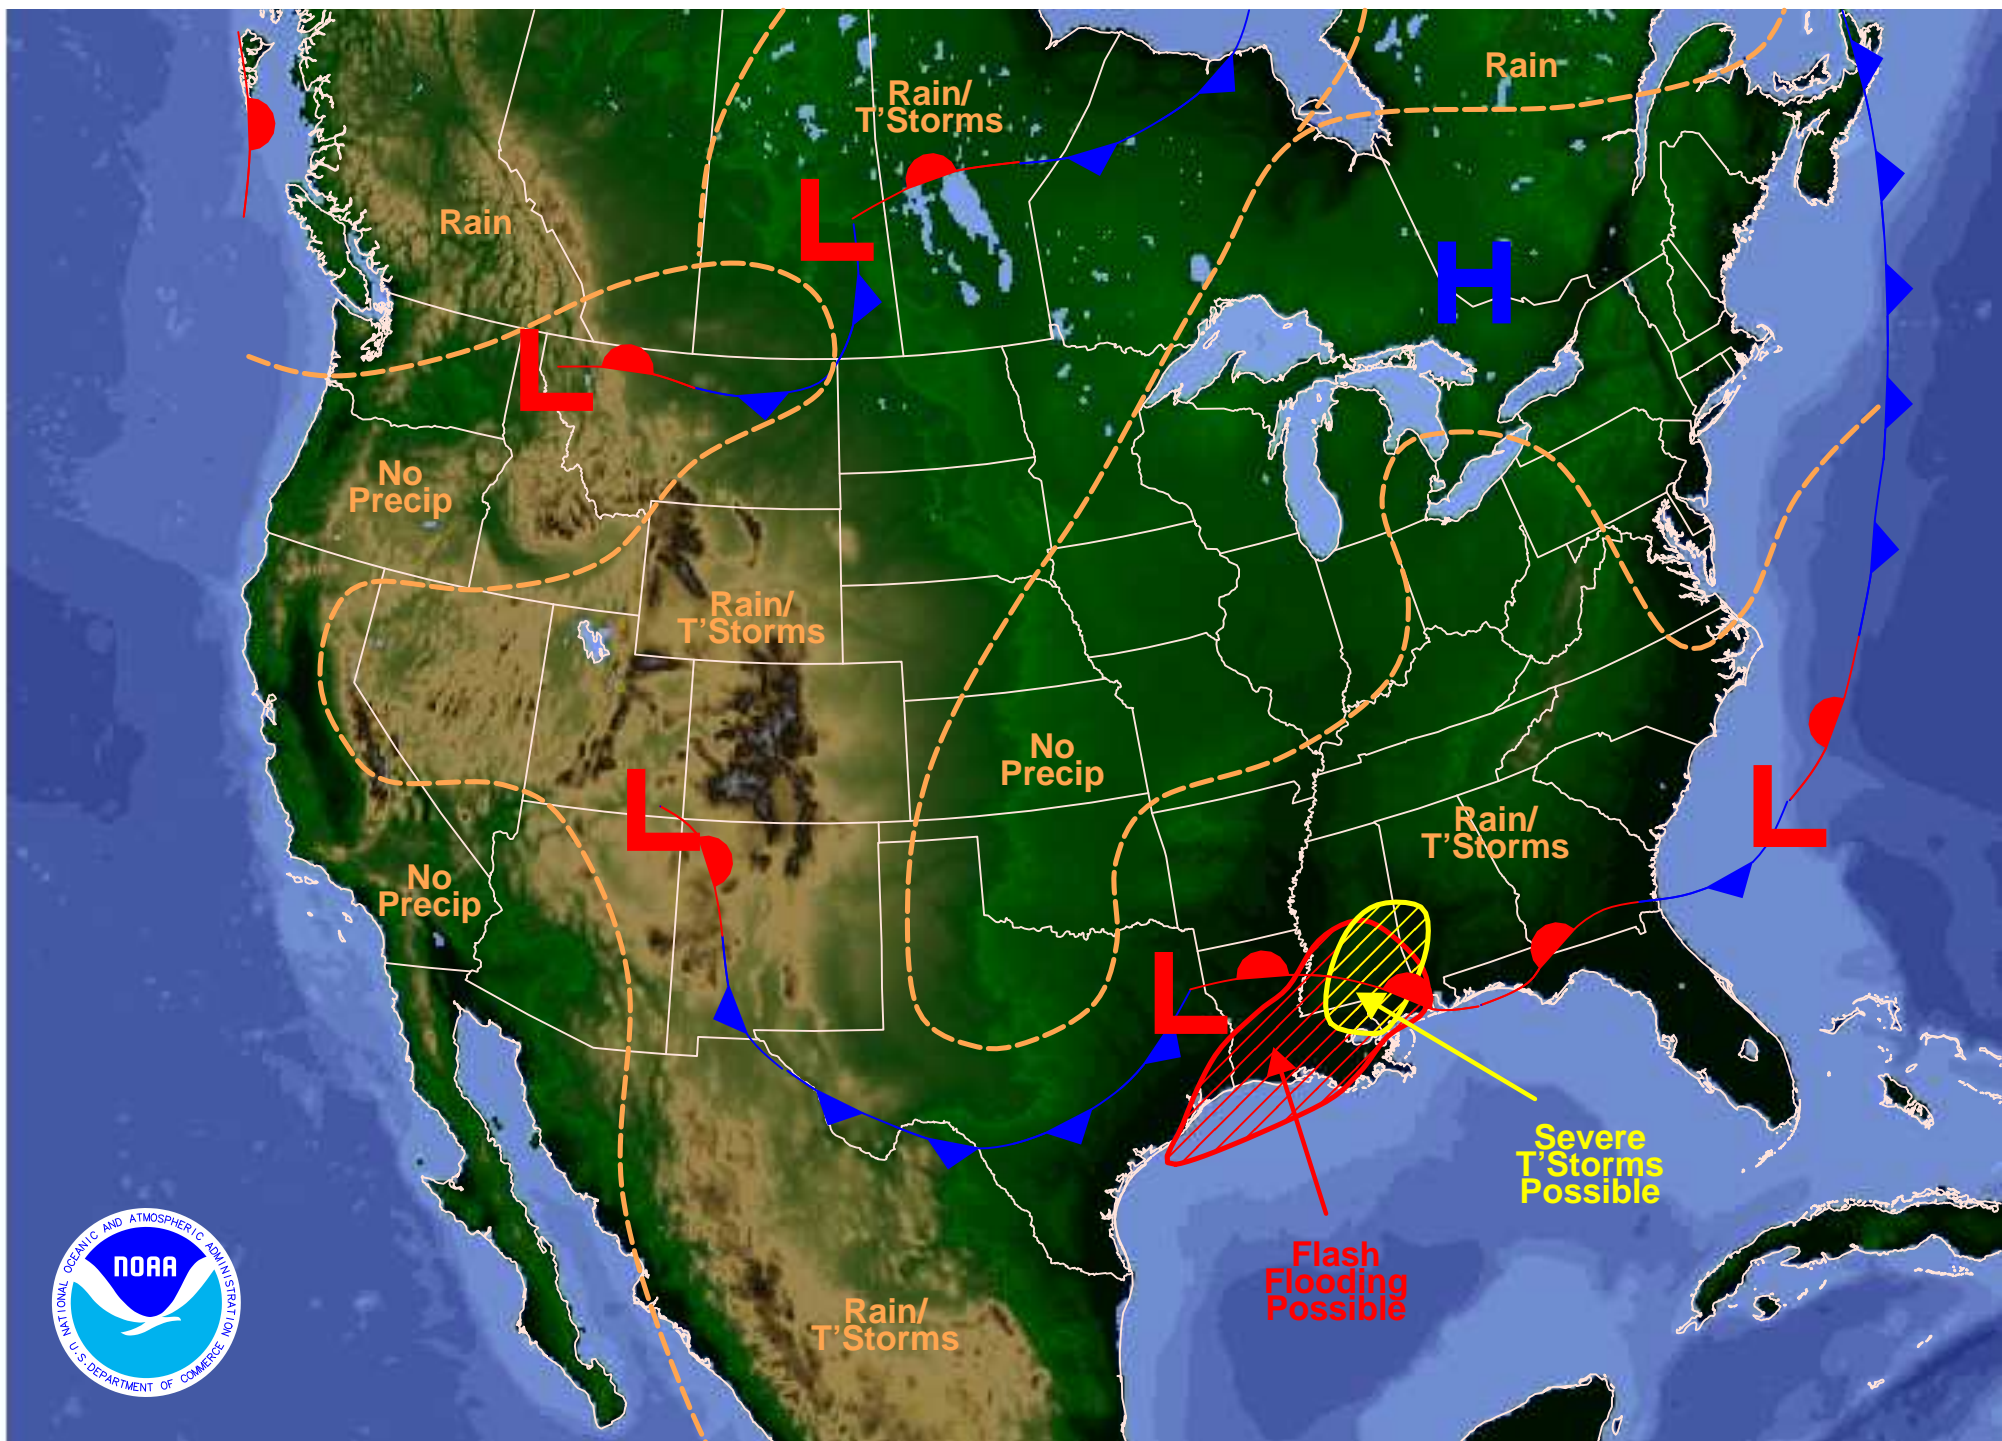 Rain
Rain/
T'Storms
Rain
L
H
L
No
Precip
Rain/
T'Storms
No
Precip
L
L
Rain/
T'Storms
No
Precip
L
Severe
T'Storms
Possible
Flash
Flooding
Possible
Rain/
T'Storms
NATIONAL OCEANIC AND ATMOSPHERIC ADMINISTRATION
NOAA
U.S. DEPARTMENT OF COMMERCE